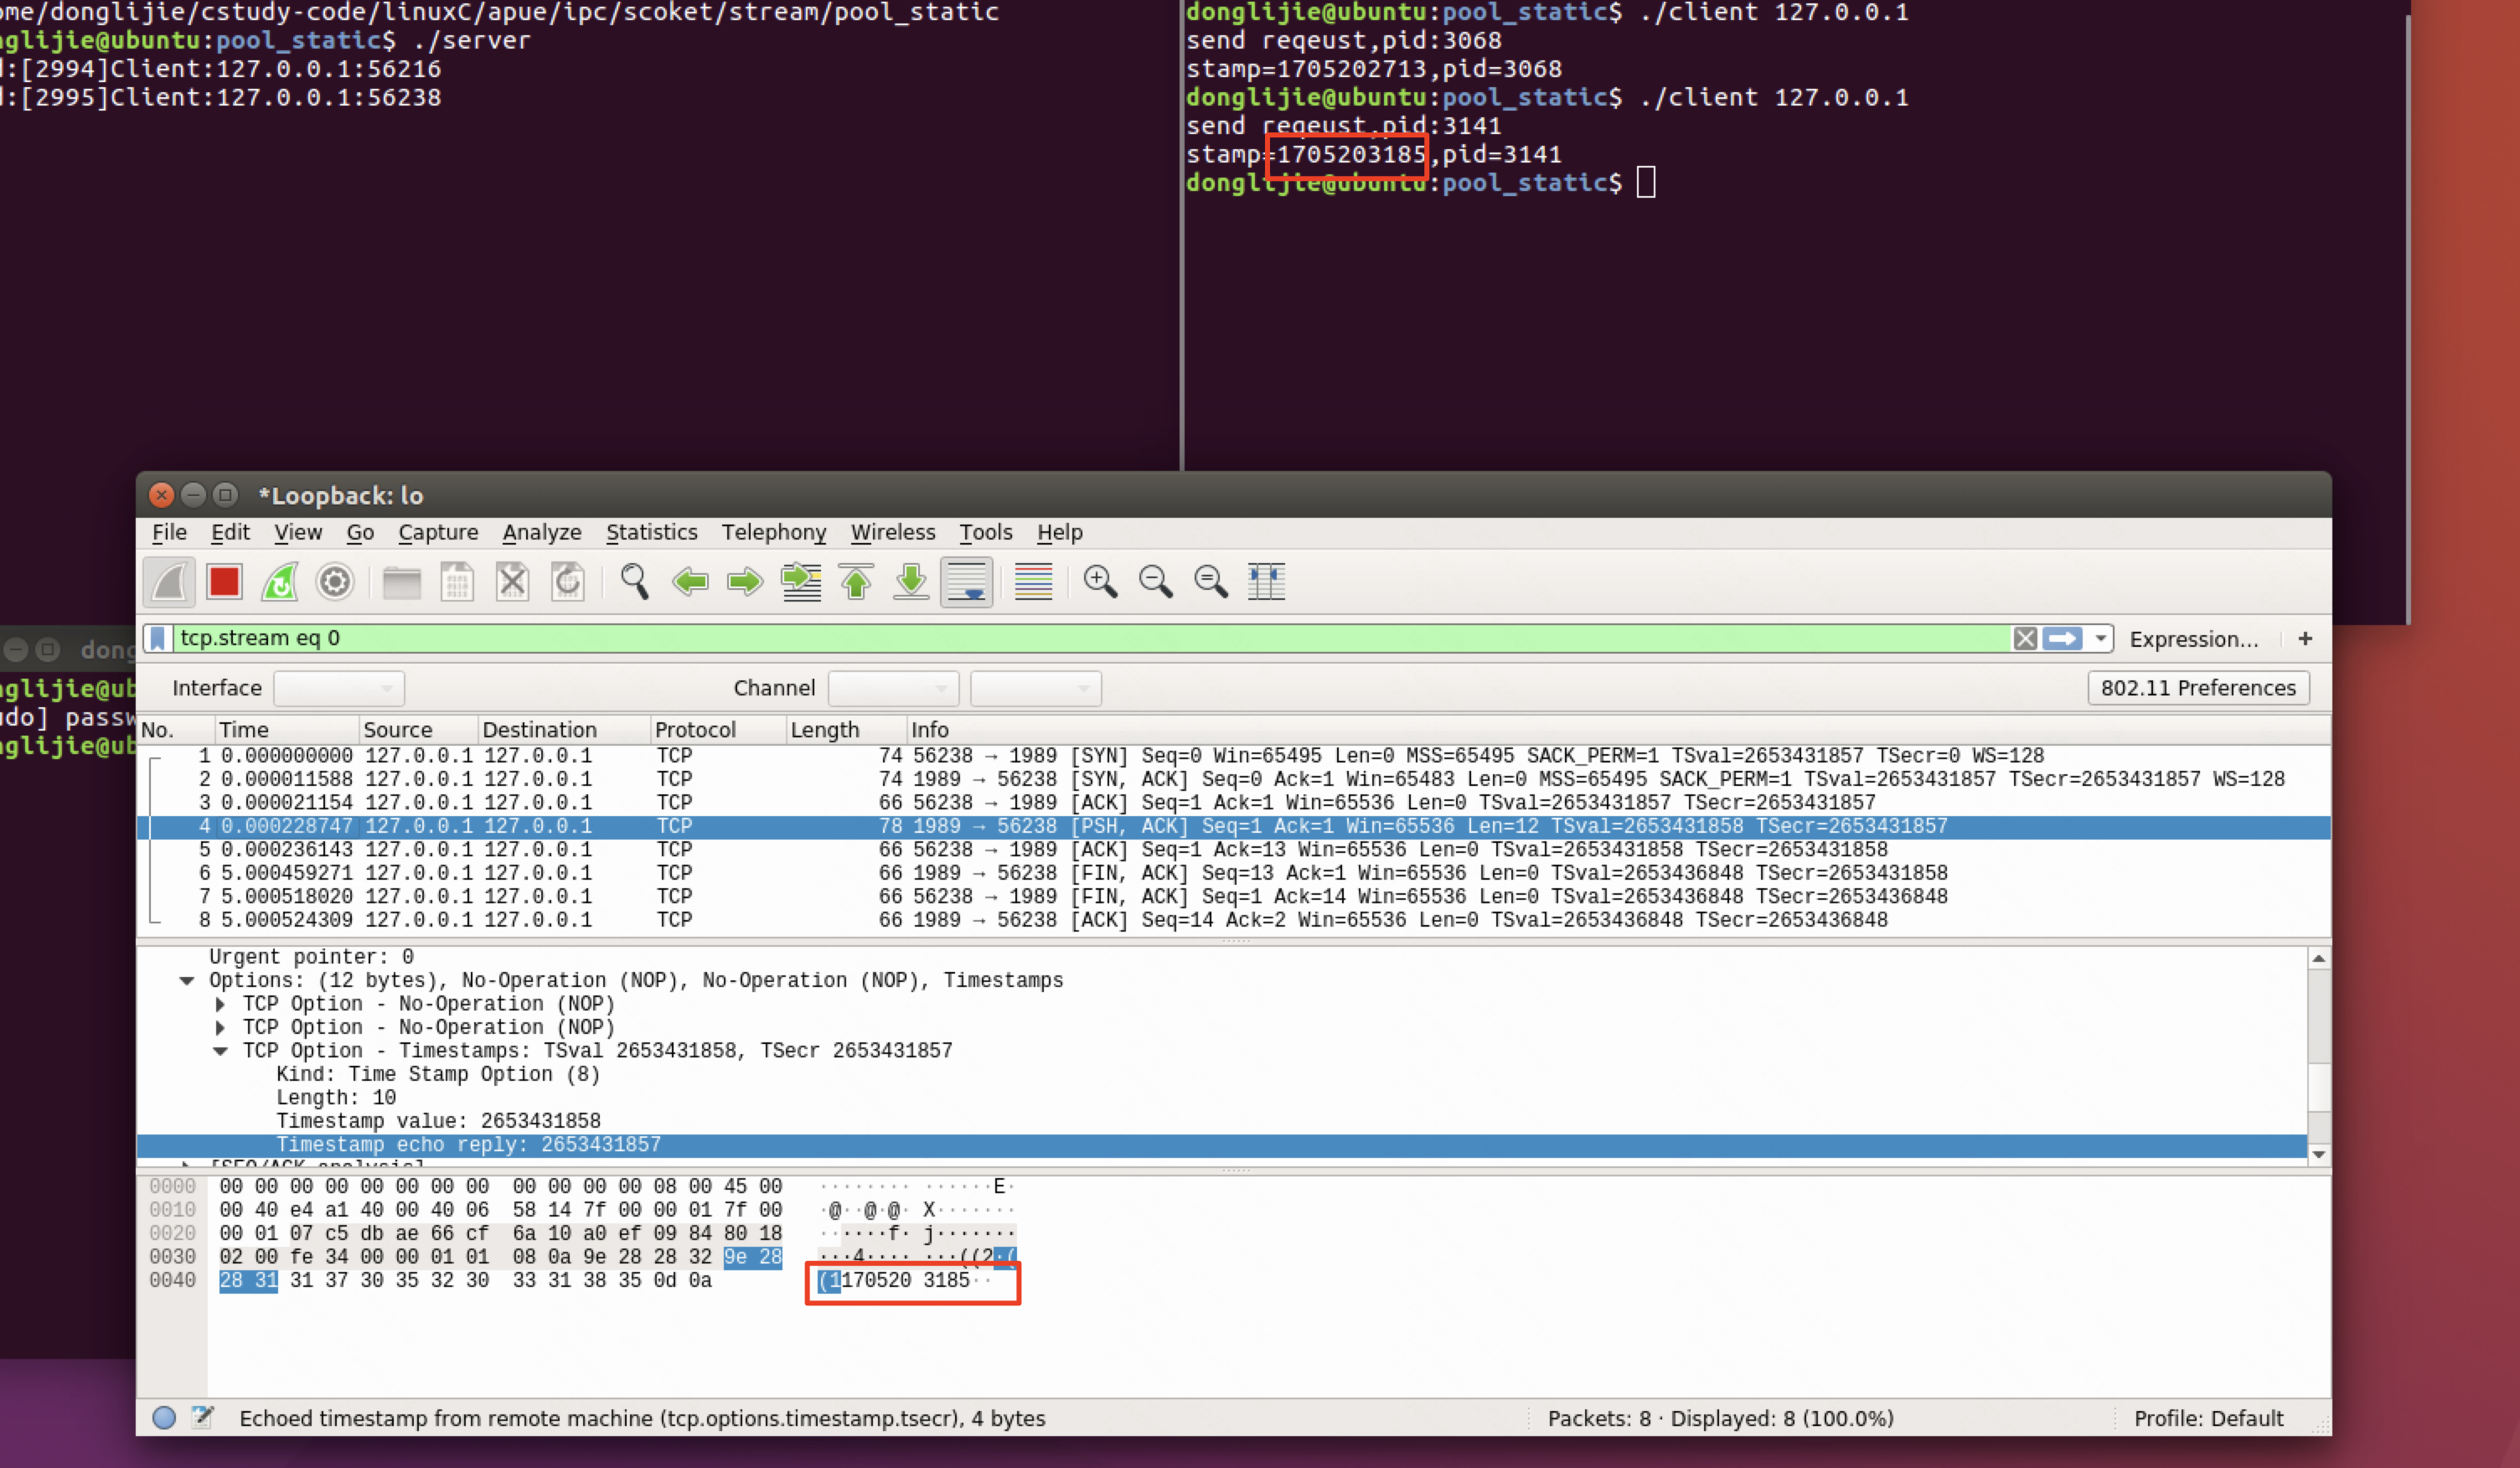 ome/donglijie/cstudy-code/linuxC/apue/ipc/scoket/stream/pool_static
nglijie@ubuntu:pool_static$ ./server
d:[2994]Client:127.0.0.1:56216
d:[2995]Client:127.0.0.1:56238
donglijie@ubuntu:pool_static$ ./client 127.0.0.1
send reqeust,pid:3068
stamp=1705202713,pid=3068
donglijie@ubuntu:pool_static$ ./client 127.0.0.1
send reqeust,pid:3141
stamp=1705203185,pid=3141
donglijie@ubuntu:pool_static$
dong
nglijie@ub
udo] passw
nglijie@ub
*Loopback: lo
File Edit View Go Capture Analyze Statistics Telephony Wireless Tools Help
tcp.stream eq 0 Expression... +
Interface Channel 802.11 Preferences
No. Time Source Destination Protocol Length Info
1 0.000000000 127.0.0.1 127.0.0.1 TCP 74 56238 → 1989 [SYN] Seq=0 Win=65495 Len=0 MSS=65495 SACK_PERM=1 TSval=2653431857 TSecr=0 WS=128
2 0.000011588 127.0.0.1 127.0.0.1 TCP 74 1989 → 56238 [SYN, ACK] Seq=0 Ack=1 Win=65483 Len=0 MSS=65495 SACK_PERM=1 TSval=2653431857 TSecr=2653431857 WS=128
3 0.000021154 127.0.0.1 127.0.0.1 TCP 66 56238 → 1989 [ACK] Seq=1 Ack=1 Win=65536 Len=0 TSval=2653431857 TSecr=2653431857
4 0.000228747 127.0.0.1 127.0.0.1 TCP 78 1989 → 56238 [PSH, ACK] Seq=1 Ack=1 Win=65536 Len=12 TSval=2653431858 TSecr=2653431857
5 0.000236143 127.0.0.1 127.0.0.1 TCP 66 56238 → 1989 [ACK] Seq=1 Ack=13 Win=65536 Len=0 TSval=2653431858 TSecr=2653431858
6 5.000459271 127.0.0.1 127.0.0.1 TCP 66 1989 → 56238 [FIN, ACK] Seq=13 Ack=1 Win=65536 Len=0 TSval=2653436848 TSecr=2653431858
7 5.000518020 127.0.0.1 127.0.0.1 TCP 66 56238 → 1989 [FIN, ACK] Seq=1 Ack=14 Win=65536 Len=0 TSval=2653436848 TSecr=2653436848
8 5.000524309 127.0.0.1 127.0.0.1 TCP 66 1989 → 56238 [ACK] Seq=14 Ack=2 Win=65536 Len=0 TSval=2653436848 TSecr=2653436848
Urgent pointer: 0
Options: (12 bytes), No-Operation (NOP), No-Operation (NOP), Timestamps
TCP Option - No-Operation (NOP)
TCP Option - No-Operation (NOP)
TCP Option - Timestamps: TSval 2653431858, TSecr 2653431857
Kind: Time Stamp Option (8)
Length: 10
Timestamp value: 2653431858
Timestamp echo reply: 2653431857
[SEQ/ACK analysis]
0000 00 00 00 00 00 00 00 00 00 00 00 00 08 00 45 00 ········ ······E·
0010 00 40 e4 a1 40 00 40 06 58 14 7f 00 00 01 7f 00 ·@··@·@· X·······
0020 00 01 07 c5 db ae 66 cf 6a 10 a0 ef 09 84 80 18 ······f· j·······
0030 02 00 fe 34 00 00 01 01 08 0a 9e 28 28 32 9e 28 ···4···· ···((2·(
0040 28 31 31 37 30 35 32 30 33 31 38 35 0d 0a (1170520 3185··
Echoed timestamp from remote machine (tcp.options.timestamp.tsecr), 4 bytes Packets: 8 · Displayed: 8 (100.0%) Profile: Default